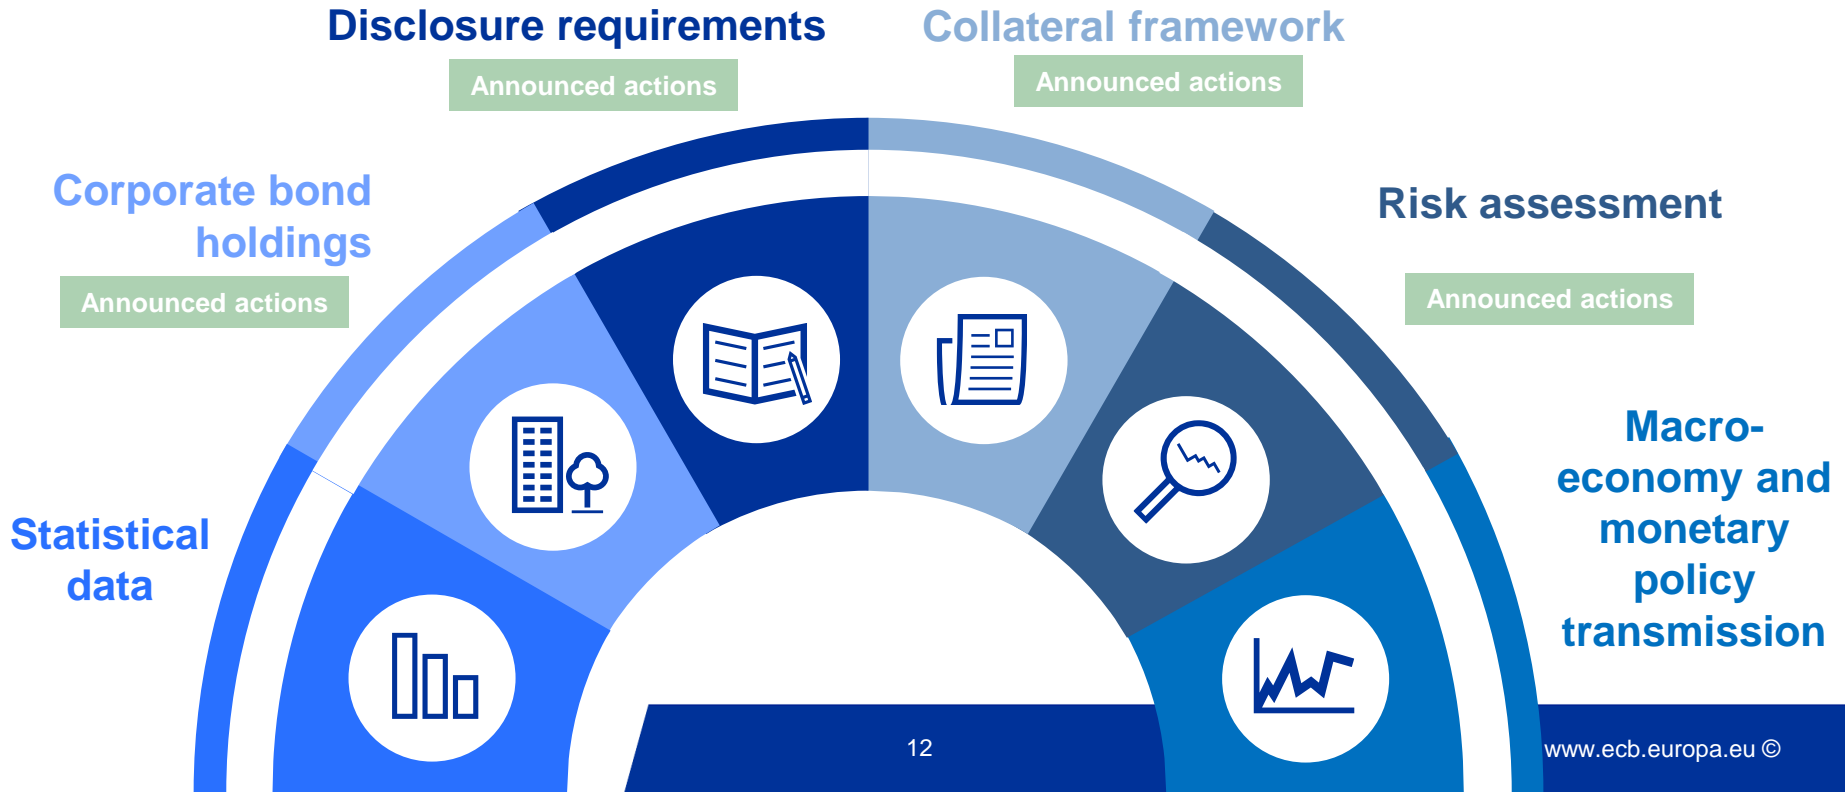 Disclosure requirements
Announced actions
Collateral framework
Announced actions
Corporate bond
holdings
Announced actions
Risk assessment
Announced actions
Statistical
data
Macro-
economy and
monetary
policy
transmission
12
www.ecb.europa.eu ©